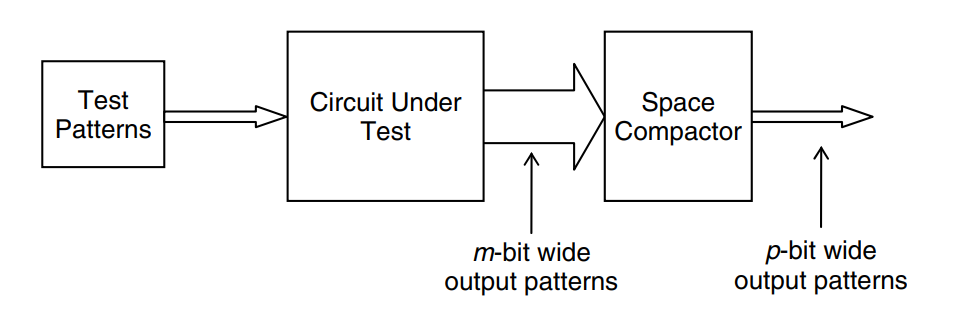 Test
Patterns
Circuit Under
Test
Space
Compactor
m-bit wide
output patterns
p-bit wide
output patterns